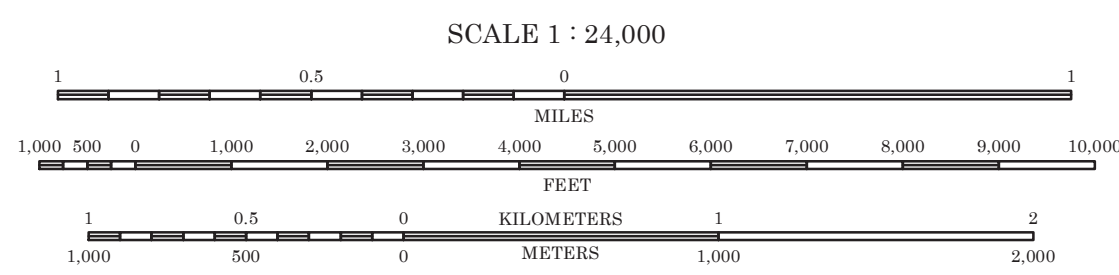 SCALE 1 : 24,000
1 0.5 0 1
MILES
1,000 500 0 1,000 2,000 3,000 4,000 5,000 6,000 7,000 8,000 9,000 10,000
FEET
1 0.5 0 KILOMETERS 1 2
1,000 500 0 METERS 1,000 2,000